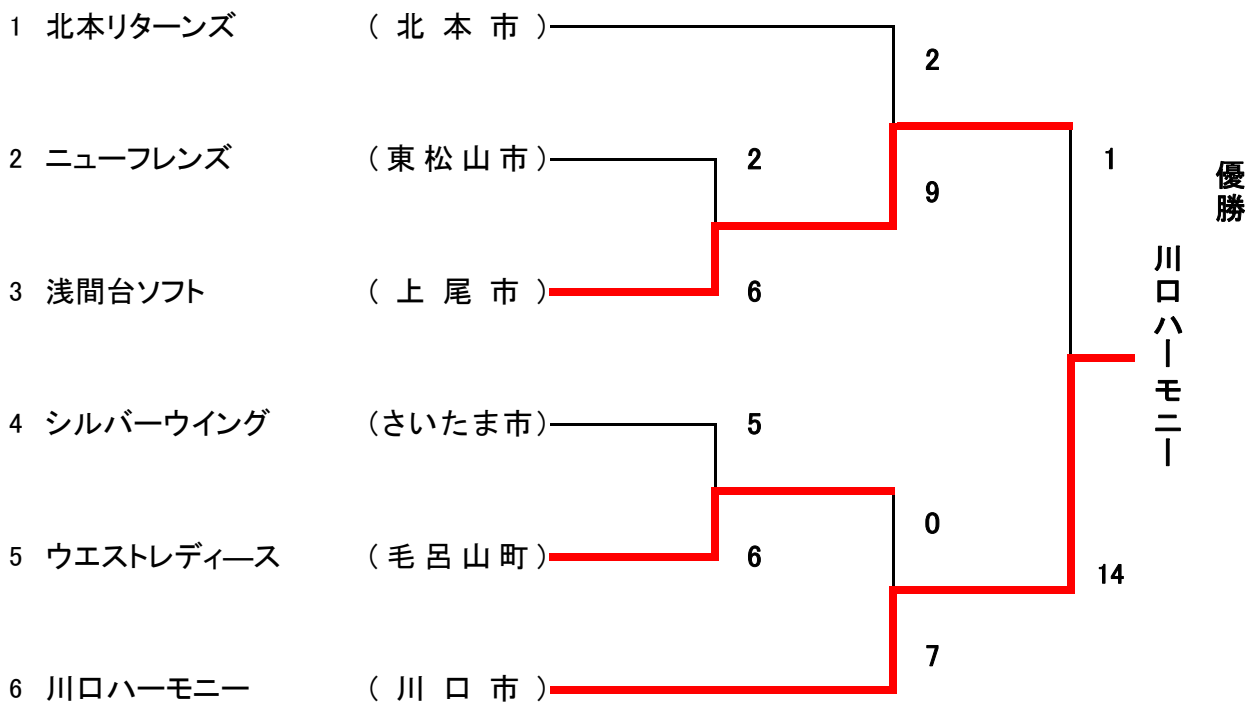 1 北本リターンズ (北本市)
2
2 ニューフレンズ (東松山市) 2
1
9
3 浅間台ソフト (上尾市) 6
4 シルバーウイング (さいたま市) 5
0
5 ウエストレディ―ス (毛呂山町) 6
14
7
6 川口ハーモニー (川口市)
優勝
川口ハーモニー